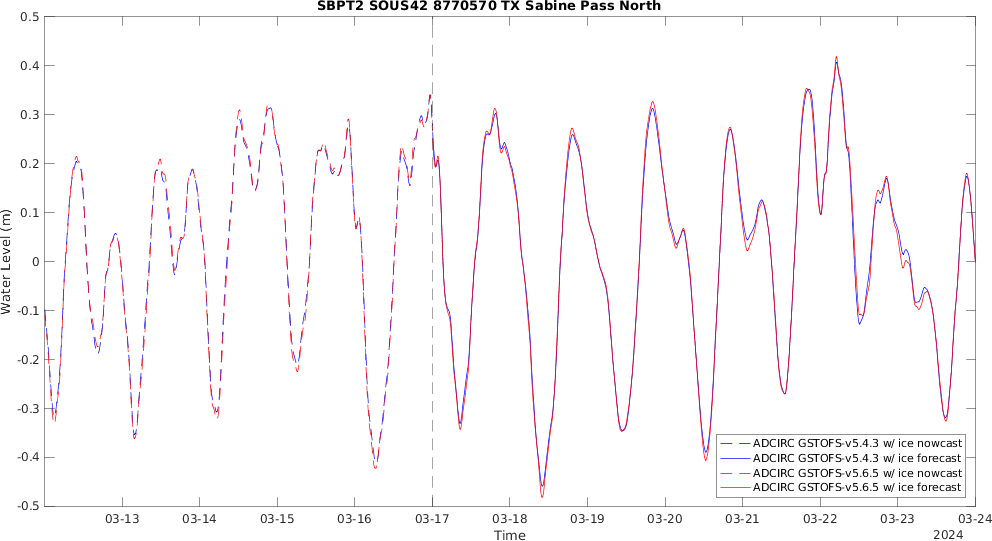 SBPT2 SOUS42 8770570 TX Sabine Pass North
0.5
0.4
0.3
0.2
0.1
0
-0.1
-0.2
-0.3
-0.4
-0.5
Water Level (m)
ADCIRC GSTOFS-v5.4.3 w/ ice nowcast
ADCIRC GSTOFS-v5.4.3 w/ ice forecast
ADCIRC GSTOFS-v5.6.5 w/ ice nowcast
ADCIRC GSTOFS-v5.6.5 w/ ice forecast
03-13 03-14 03-15 03-16 03-17 03-18 03-19 03-20 03-21 03-22 03-23 03-24
Time
2024